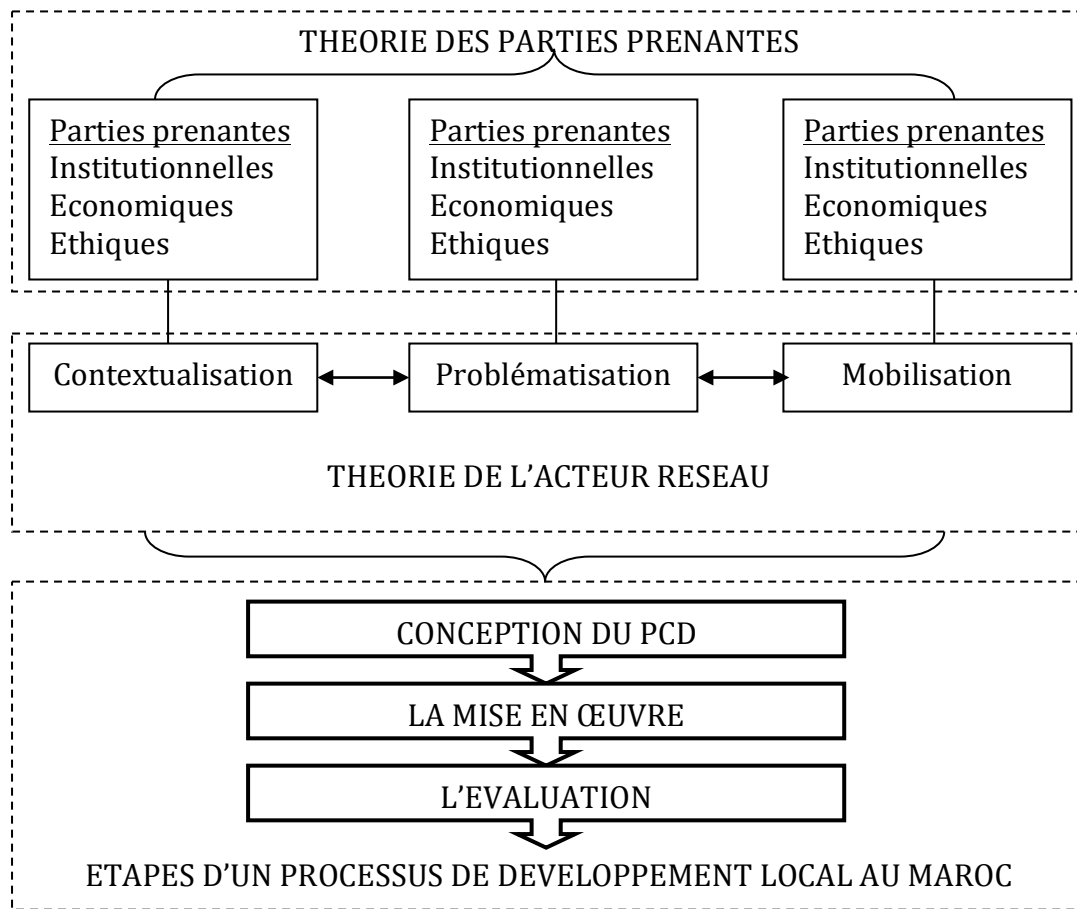 THEORIE DES PARTIES PRENANTES
Parties prenantes
Institutionnelles
Economiques
Ethiques
Parties prenantes
Institutionnelles
Economiques
Ethiques
Parties prenantes
Institutionnelles
Economiques
Ethiques
Contextualisation
Problématisation
Mobilisation
THEORIE DE L’ACTEUR RESEAU
CONCEPTION DU PCD
LA MISE EN ŒUVRE
L’EVALUATION
ETAPES D’UN PROCESSUS DE DEVELOPPEMENT LOCAL AU MAROC